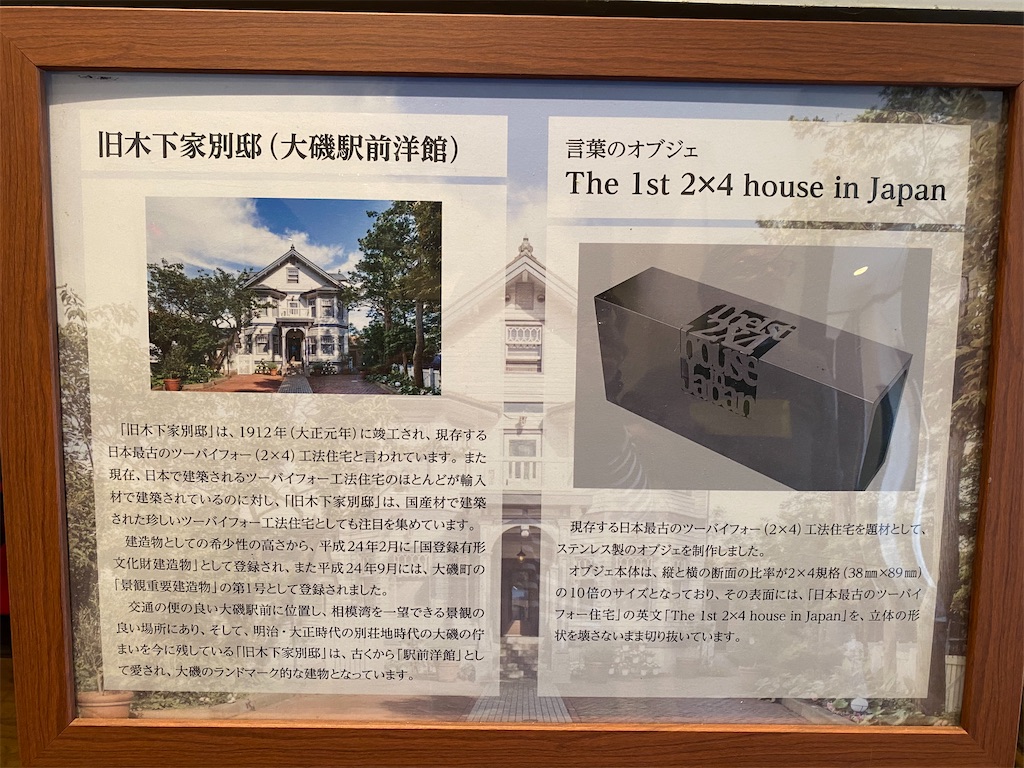 旧木下家別邸（大磯駅前洋館）
「旧木下家別邸」は、1912年（大正元年）に竣工され、現存する
日本最古のツーバイフォー（2×4）工法住宅と言われています。また
現在、日本で建築されるツーバイフォー工法住宅のほとんどが輸入
材で建築されているのに対し、「旧木下家別邸」は、国産材で建築
された珍しいツーバイフォー工法住宅としても注目を集めています。
建造物としての希少性の高さから、平成24年2月に「国登録有形
文化財建造物」として登録され、また平成24年9月には、大磯町の
「景観重要建造物」の第1号として登録されました。
交通の便の良い大磯駅前に位置し、相模湾を一望できる景観の
良い場所にあり、そして、明治・大正時代の別荘地時代の大磯の佇
まいを今に残している「旧木下家別邸」は、古くから「駅前洋館」とし
て愛され、大磯のランドマーク的な建物となっています。
言葉のオブジェ
The 1st 2×4 house in Japan
The 1st
2×4
house
in
Japan
現存する日本最古のツーバイフォー（2×4）工法住宅を題材として、
ステンレス製のオブジェを制作しました。
オブジェ本体は、縦と横の断面の比率が2×4規格（38㎜×89㎜）
の10倍のサイズとなっており、その表面には、「日本最古のツーバイ
フォー住宅」の英文「The 1st 2×4 house in Japan」を、立体の形
状を壊さないまま切り抜いています。